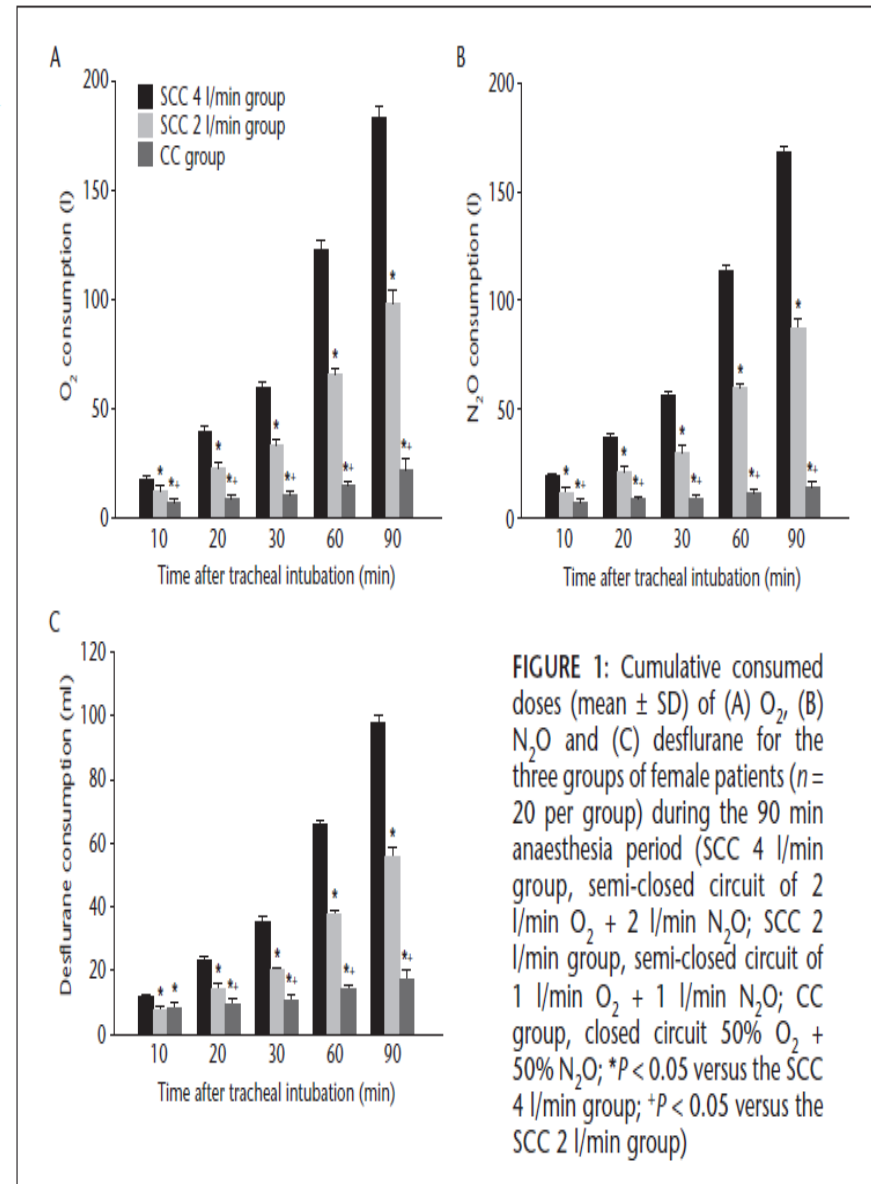 A
200
150
100
50
0
O₂ consumption (l)
SCC 4 l/min group
SCC 2 l/min group
CC group
* *+ * *+ * *+ * *+ * *+
10 20 30 60 90
Time after tracheal intubation (min)
B
200
150
100
50
0
N₂O consumption (l)
* *+ * *+ * *+ * *+ * *+
10 20 30 60 90
Time after tracheal intubation (min)
C
120
100
80
60
40
20
0
Desflurane consumption (ml)
* * * *+ * *+ * *+ * *+
10 20 30 60 90
Time after tracheal intubation (min)
FIGURE 1: Cumulative consumed
doses (mean ± SD) of (A) O₂, (B)
N₂O and (C) desflurane for the
three groups of female patients (n =
20 per group) during the 90 min
anaesthesia period (SCC 4 l/min
group, semi-closed circuit of 2
l/min O₂ + 2 l/min N₂O; SCC 2
l/min group, semi-closed circuit of
1 l/min O₂ + 1 l/min N₂O; CC
group, closed circuit 50% O₂ +
50% N₂O; *P < 0.05 versus the SCC
4 l/min group; ⁺P < 0.05 versus the
SCC 2 l/min group)